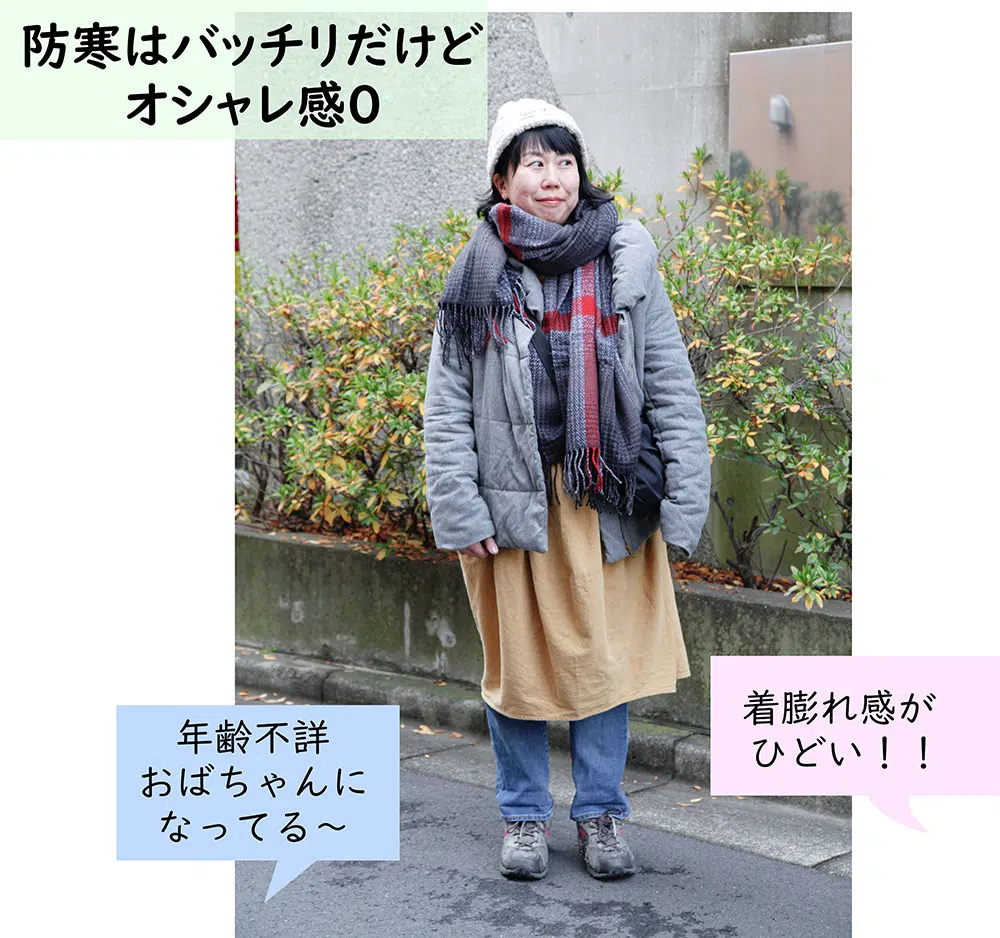 防寒はバッチリだけど
オシャレ感0
年齢不詳
おばちゃんに
なってる〜
着膨れ感が
ひどい！！